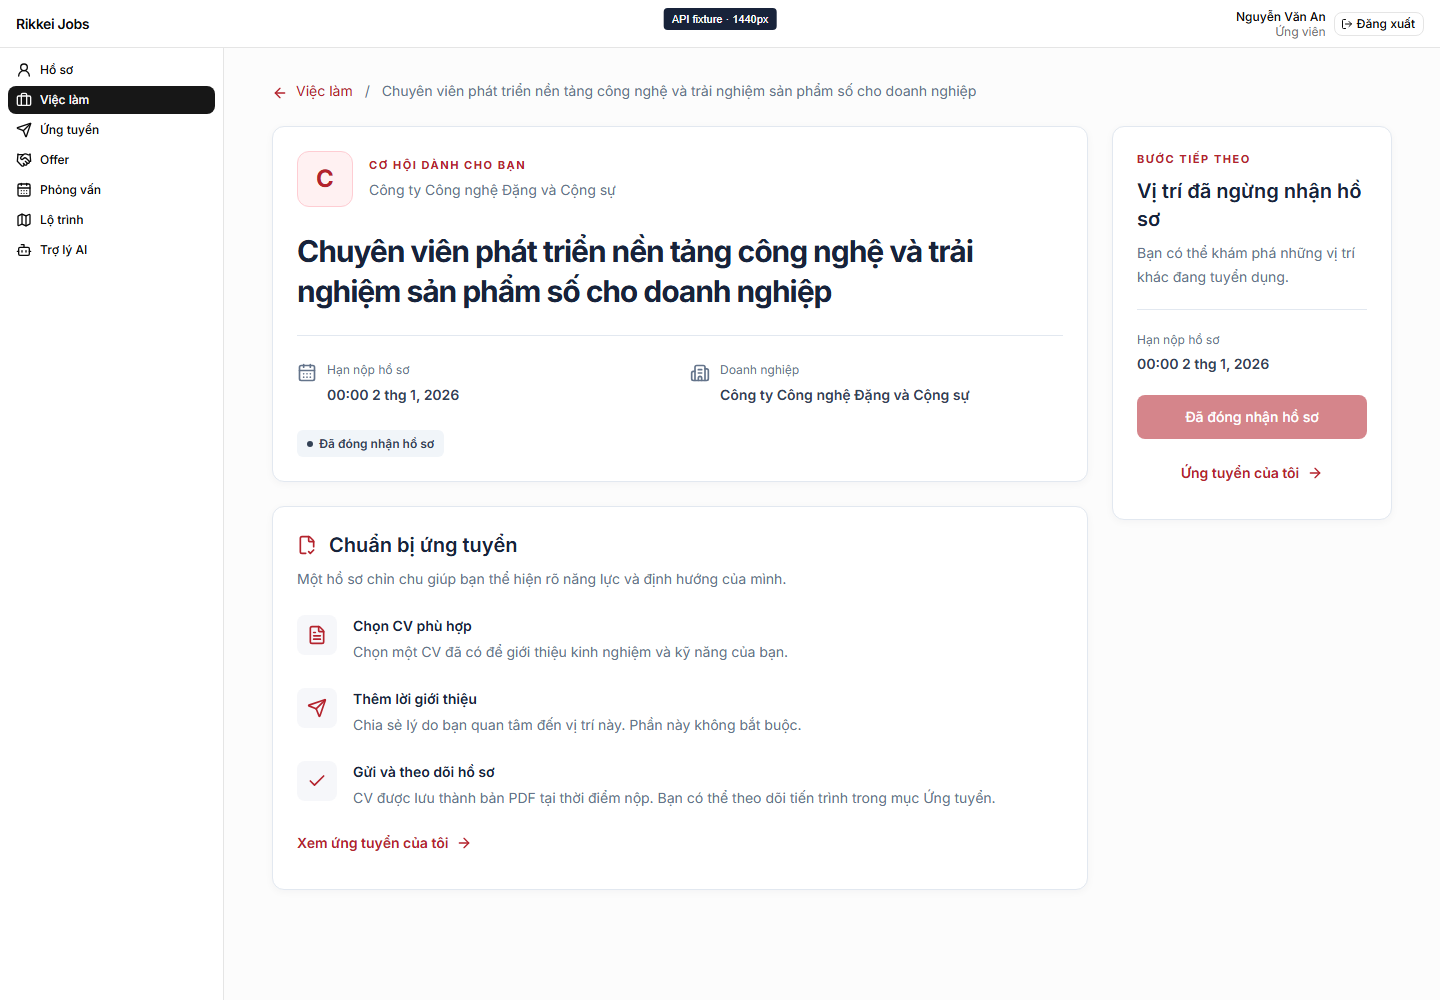 Rikkei Jobs
API fixture · 1440px
Nguyễn Văn An
Ứng viên
Đăng xuất
Hồ sơ
Việc làm
Ứng tuyển
Offer
Phỏng vấn
Lộ trình
Trợ lý AI
Việc làm / Chuyên viên phát triển nền tảng công nghệ và trải nghiệm sản phẩm số cho doanh nghiệp
C
CƠ HỘI DÀNH CHO BẠN
Công ty Công nghệ Đặng và Cộng sự
Chuyên viên phát triển nền tảng công nghệ và trải
nghiệm sản phẩm số cho doanh nghiệp
Hạn nộp hồ sơ
00:00 2 thg 1, 2026
Doanh nghiệp
Công ty Công nghệ Đặng và Cộng sự
Đã đóng nhận hồ sơ
Chuẩn bị ứng tuyển
Một hồ sơ chỉn chu giúp bạn thể hiện rõ năng lực và định hướng của mình.
Chọn CV phù hợp
Chọn một CV đã có để giới thiệu kinh nghiệm và kỹ năng của bạn.
Thêm lời giới thiệu
Chia sẻ lý do bạn quan tâm đến vị trí này. Phần này không bắt buộc.
Gửi và theo dõi hồ sơ
CV được lưu thành bản PDF tại thời điểm nộp. Bạn có thể theo dõi tiến trình trong mục Ứng tuyển.
Xem ứng tuyển của tôi
BƯỚC TIẾP THEO
Vị trí đã ngừng nhận hồ
sơ
Bạn có thể khám phá những vị trí
khác đang tuyển dụng.
Hạn nộp hồ sơ
00:00 2 thg 1, 2026
Đã đóng nhận hồ sơ
Ứng tuyển của tôi